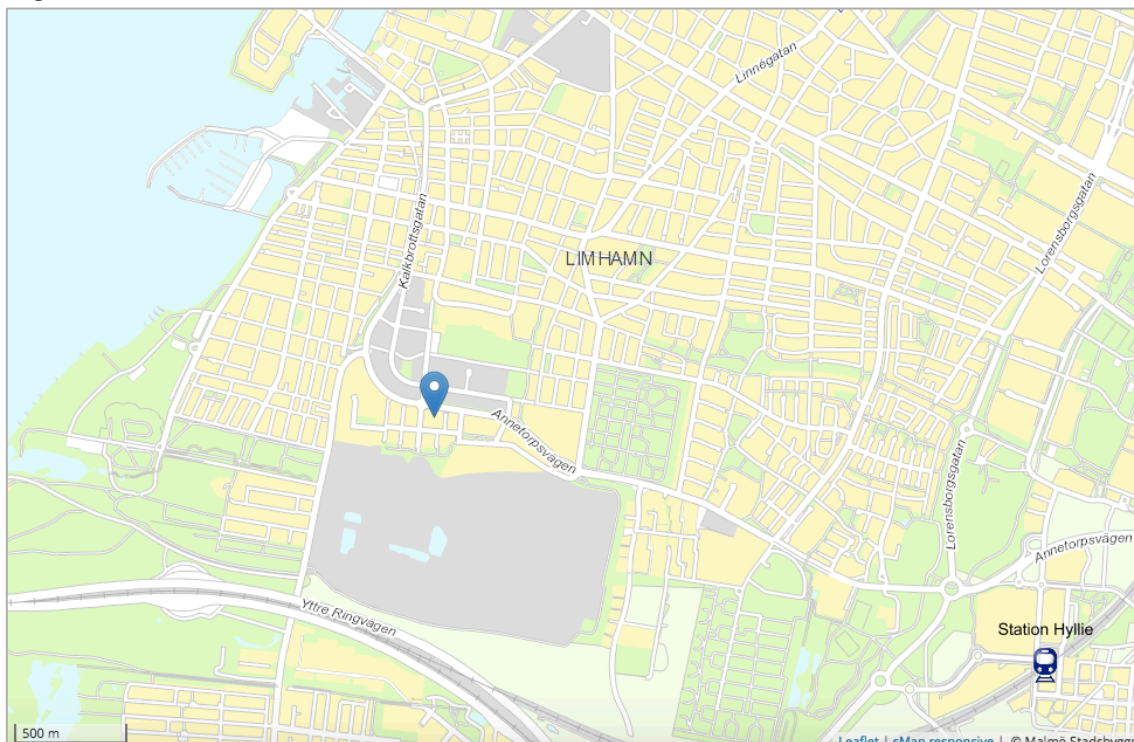 Linnégatan
Kalkbrottsgatan
Lorensborgsgatan
LIMHAMN
Annetorpsvägen
Lorensborgsgatan
Annetorpsvägen
Yttre Ringvägen
Station Hyllie
500 m
Leaflet | sMap responsive | © Malmö Stadsbygg